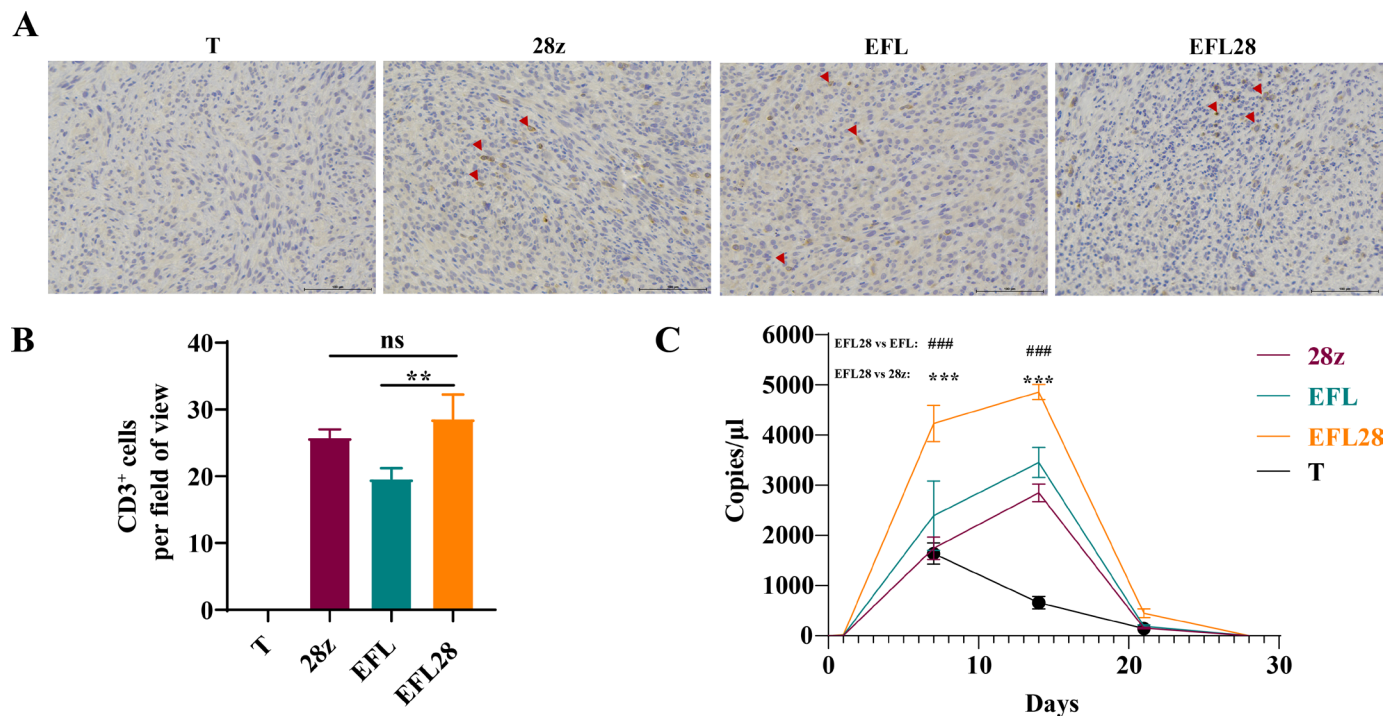 A
T
28z
EFL
EFL28
B
40
30
20
10
0
CD3⁺ cells
per field of view
ns
**
T
28z
EFL
EFL28
C
6000
5000
4000
3000
2000
1000
0
Copies/μl
EFL28 vs EFL: ### ###
EFL28 vs 28z: *** ***
0 10 20 30
Days
28z
EFL
EFL28
T